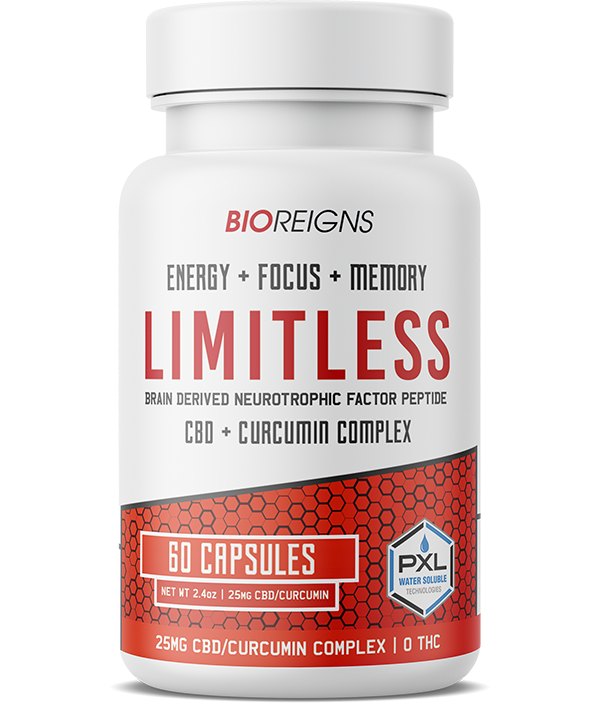 BIOREIGNS
ENERGY + FOCUS + MEMORY
LIMITLESS
BRAIN DERIVED NEUROTROPHIC FACTOR PEPTIDE
CBD + CURCUMIN COMPLEX
60 CAPSULES
NET WT 2.4oz | 25MG CBD/CURCUMIN
PXL
WATER SOLUBLE
TECHNOLOGIES
25MG CBD/CURCUMIN COMPLEX | 0 THC